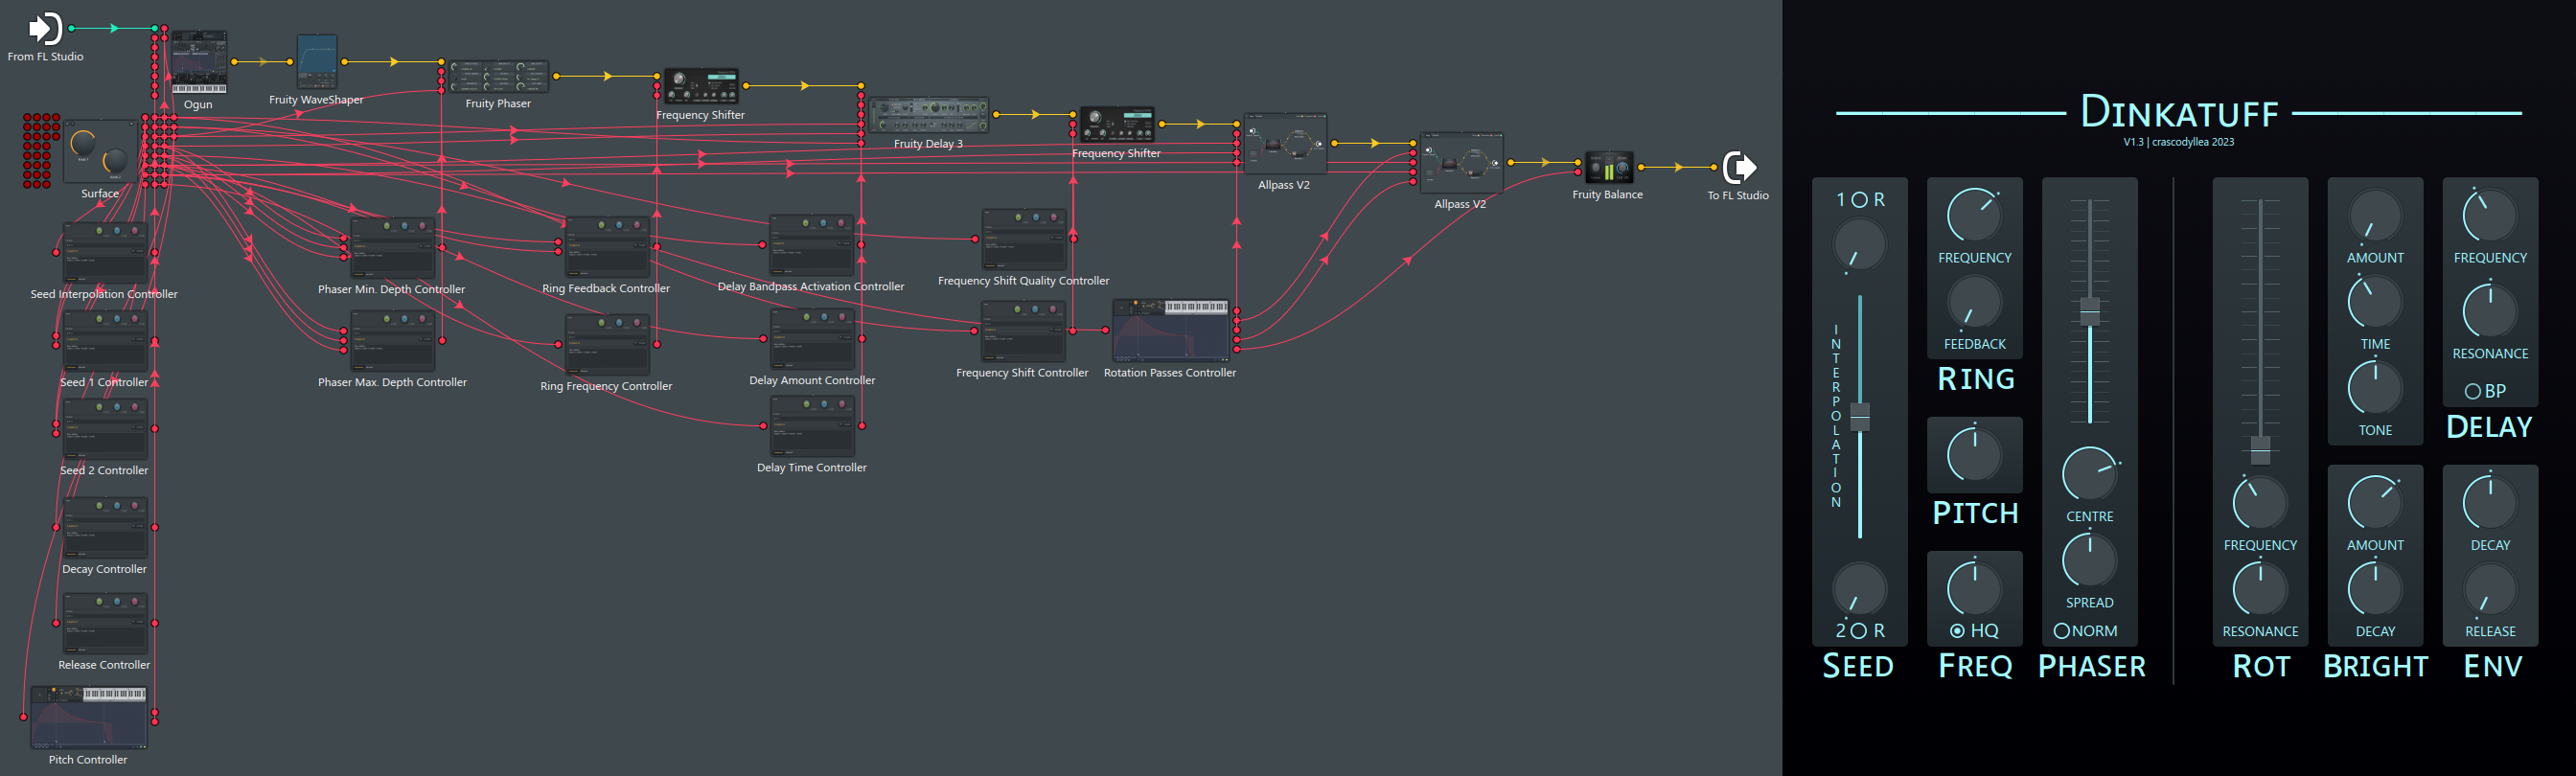 From FL Studio
Ogun
Fruity WaveShaper
Fruity Phaser
Frequency Shifter
Fruity Delay 3
Frequency Shifter
Allpass V2
Allpass V2
Fruity Balance
To FL Studio
Surface
Seed Interpolation Controller
Phaser Min. Depth Controller
Ring Feedback Controller
Delay Bandpass Activation Controller
Frequency Shift Quality Controller
Seed 1 Controller
Phaser Max. Depth Controller
Ring Frequency Controller
Delay Amount Controller
Frequency Shift Controller
Rotation Passes Controller
Seed 2 Controller
Delay Time Controller
Decay Controller
Release Controller
Pitch Controller
DINKATUFF
V1.3 | crascodyllea 2023
1 R
INTERPOLATION
2 R
SEED
FREQUENCY
FEEDBACK
RING
PITCH
HQ
FREQ
CENTRE
SPREAD
NORM
PHASER
FREQUENCY
RESONANCE
ROT
AMOUNT
TIME
TONE
FREQUENCY
RESONANCE
BP
DELAY
AMOUNT
DECAY
BRIGHT
DECAY
RELEASE
ENV